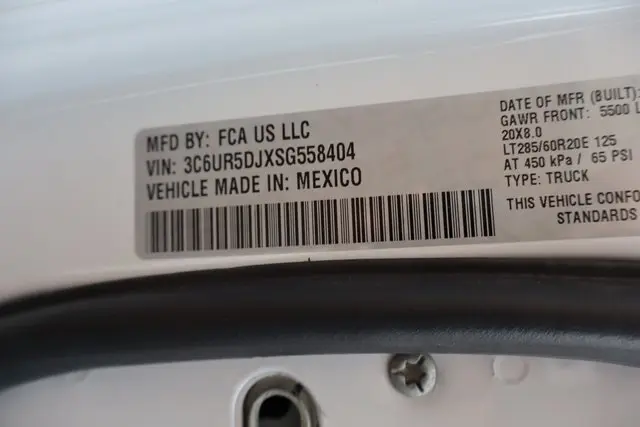 MFD BY: FCA US LLC
VIN: 3C6UR5DJXSG558404
VEHICLE MADE IN: MEXICO
DATE OF MFR (BUILT):
GAWR FRONT: 5500 L
20X8.0
LT285/60R20E 125
AT 450 kPa / 65 PSI
TYPE: TRUCK
THIS VEHICLE CONFO
STANDARDS